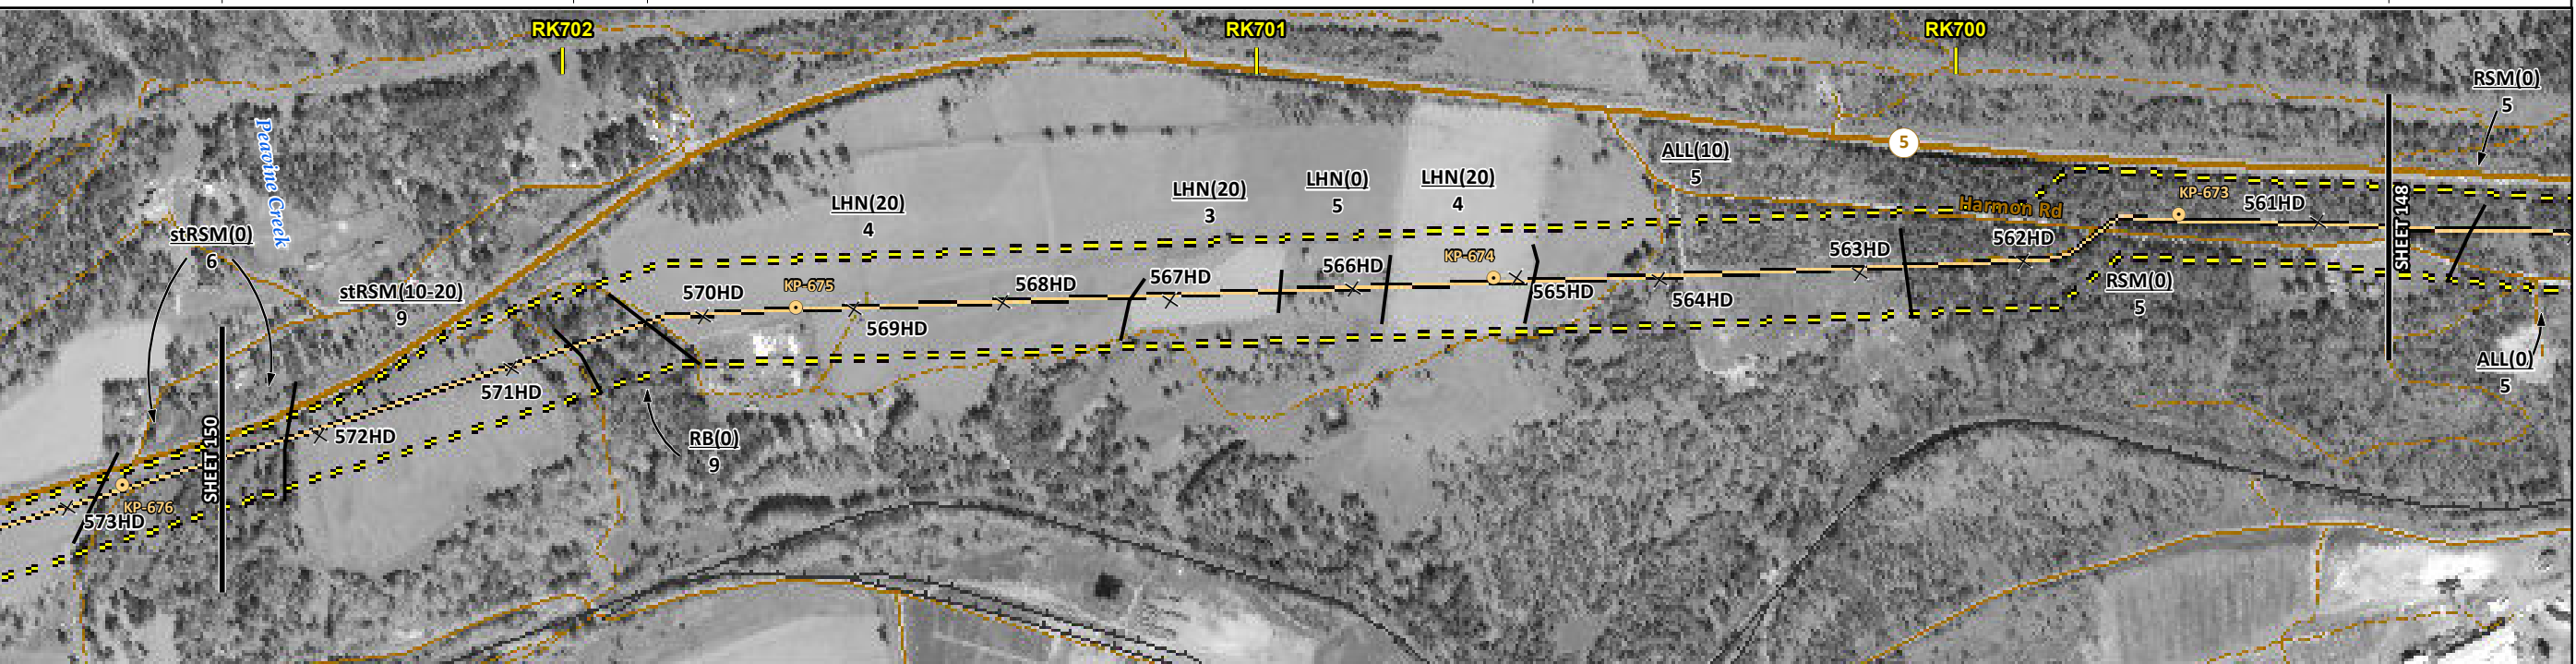 RK702
RK701
RK700
RSM(0)
5
5
Peavine Creek
ALL(10)
5
LHN(0)
5
LHN(20)
4
LHN(20)
3
LHN(20)
4
KP-673
561HD
Harmon Rd
SHEET 148
stRSM(0)
6
562HD
563HD
KP-674
566HD
567HD
568HD
KP-675
570HD
stRSM(10-20)
9
RSM(0)
5
565HD
564HD
569HD
ALL(0)
5
571HD
572HD
RB(0)
9
SHEET 150
KP-676
573HD